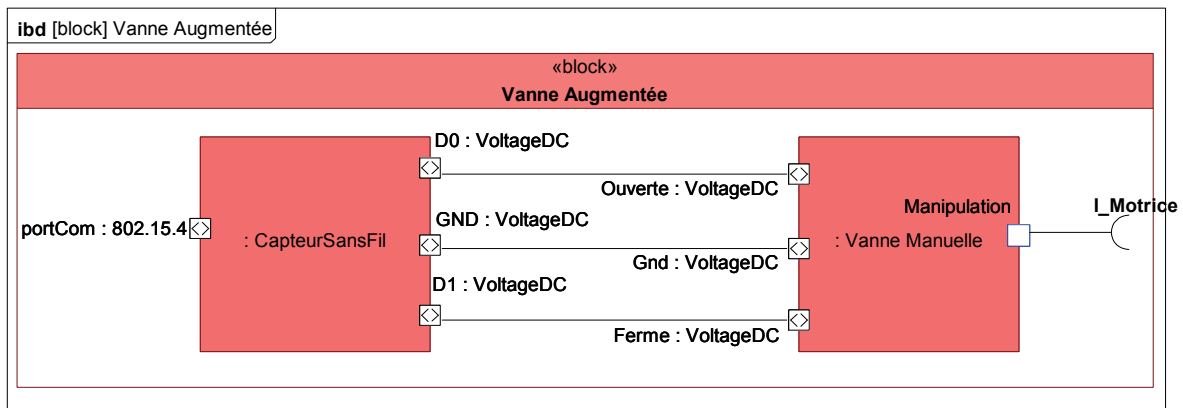 ibd [block] Vanne Augmentée
«block»
Vanne Augmentée
D0 : VoltageDC
Ouverte : VoltageDC
portCom : 802.15.4
: CapteurSansFil
GND : VoltageDC
Gnd : VoltageDC
D1 : VoltageDC
Ferme : VoltageDC
Manipulation
: Vanne Manuelle
I_Motrice